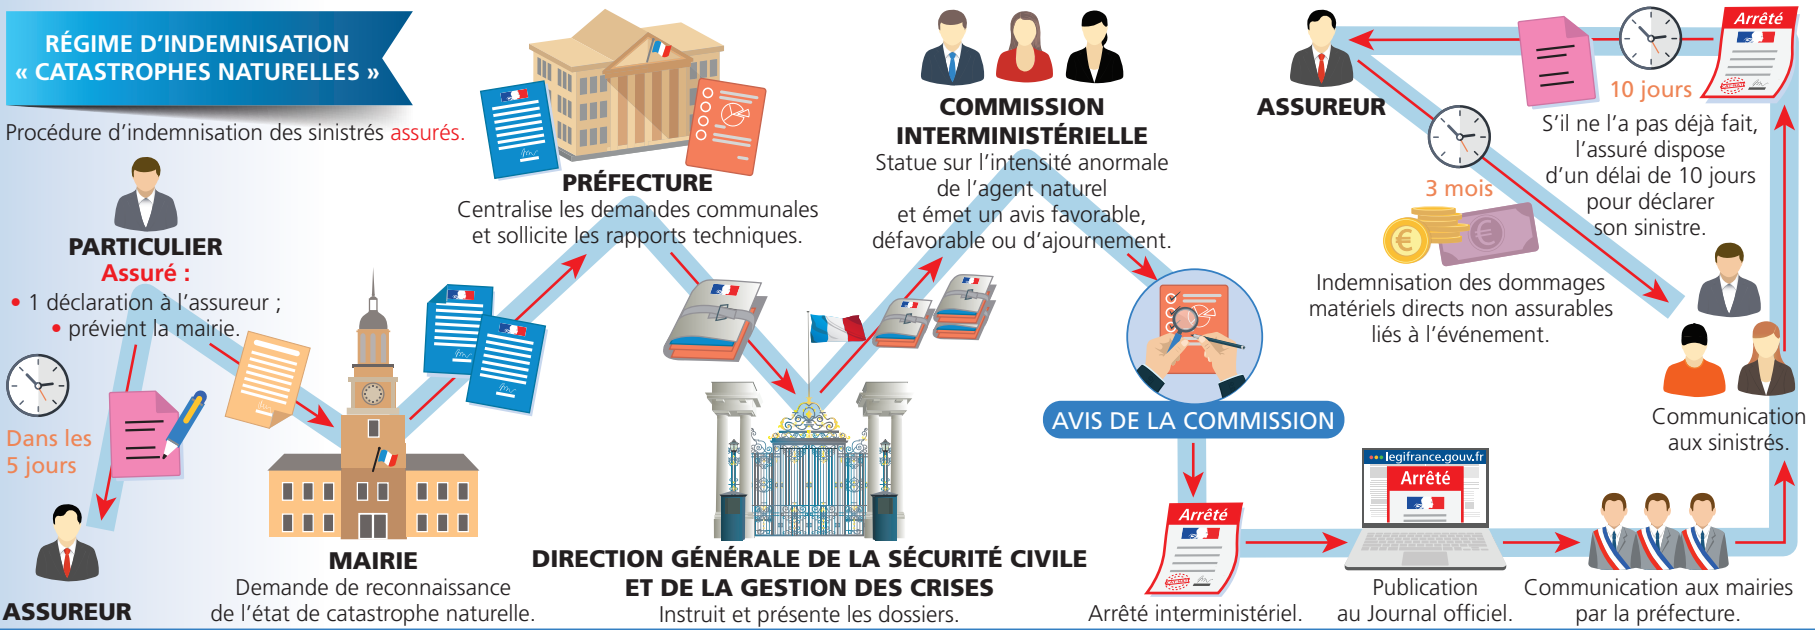 RÉGIME D’INDEMNISATION
« CATASTROPHES NATURELLES »
Procédure d’indemnisation des sinistrés assurés.
PARTICULIER
Assuré :
• 1 déclaration à l’assureur ;
• prévient la mairie.
Dans les
5 jours
ASSUREUR
MAIRIE
Demande de reconnaissance
de l’état de catastrophe naturelle.
PRÉFECTURE
Centralise les demandes communales
et sollicite les rapports techniques.
DIRECTION GÉNÉRALE DE LA SÉCURITÉ CIVILE
ET DE LA GESTION DES CRISES
Instruit et présente les dossiers.
COMMISSION
INTERMINISTÉRIELLE
Statue sur l’intensité anormale
de l’agent naturel
et émet un avis favorable,
défavorable ou d’ajournement.
AVIS DE LA COMMISSION
Arrêté
Arrêté interministériel.
legifrance.gouv.fr
Arrêté
Publication
au Journal officiel.
Communication aux mairies
par la préfecture.
Arrêté
10 jours
S’il ne l’a pas déjà fait,
l’assuré dispose
d’un délai de 10 jours
pour déclarer
son sinistre.
ASSUREUR
3 mois
Indemnisation des dommages
matériels directs non assurables
liés à l’événement.
Communication
aux sinistrés.